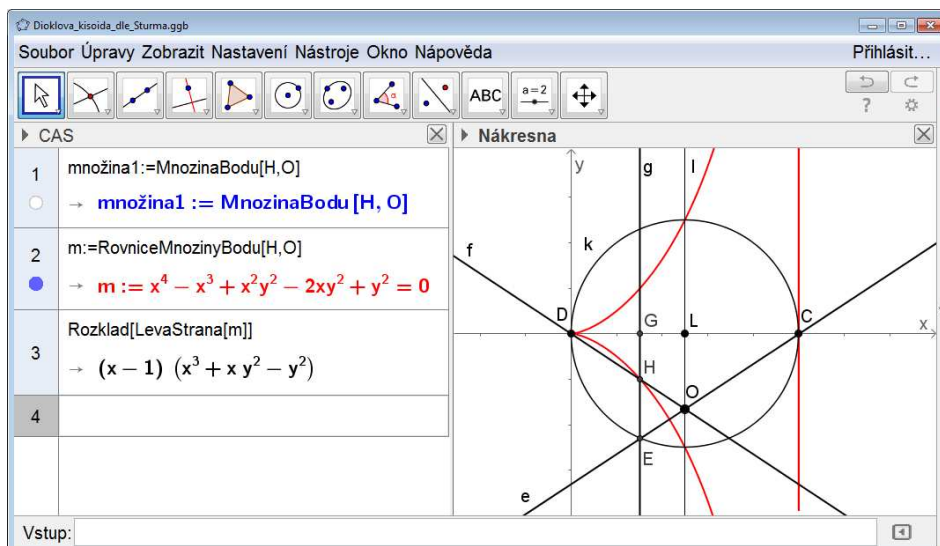 Dioklova_kisoida_dle_Sturma.ggb
Soubor Úpravy Zobrazit Nastavení Nástroje Okno Nápověda Přihlásit...
ABC a=2
?
CAS
Nákresna
1 množina1:=MnozinaBodu[H,O]
→ množina1 := MnozinaBodu [H, O]
2 m:=RovniceMnozinyBodu[H,O]
→ m := x⁴ − x³ + x²y² − 2xy² + y² = 0
3 Rozklad[LevaStrana[m]]
→ (x − 1) (x³ + x y² − y²)
4
y g l
f k
D G L C x
H
O
E
e
Vstup: